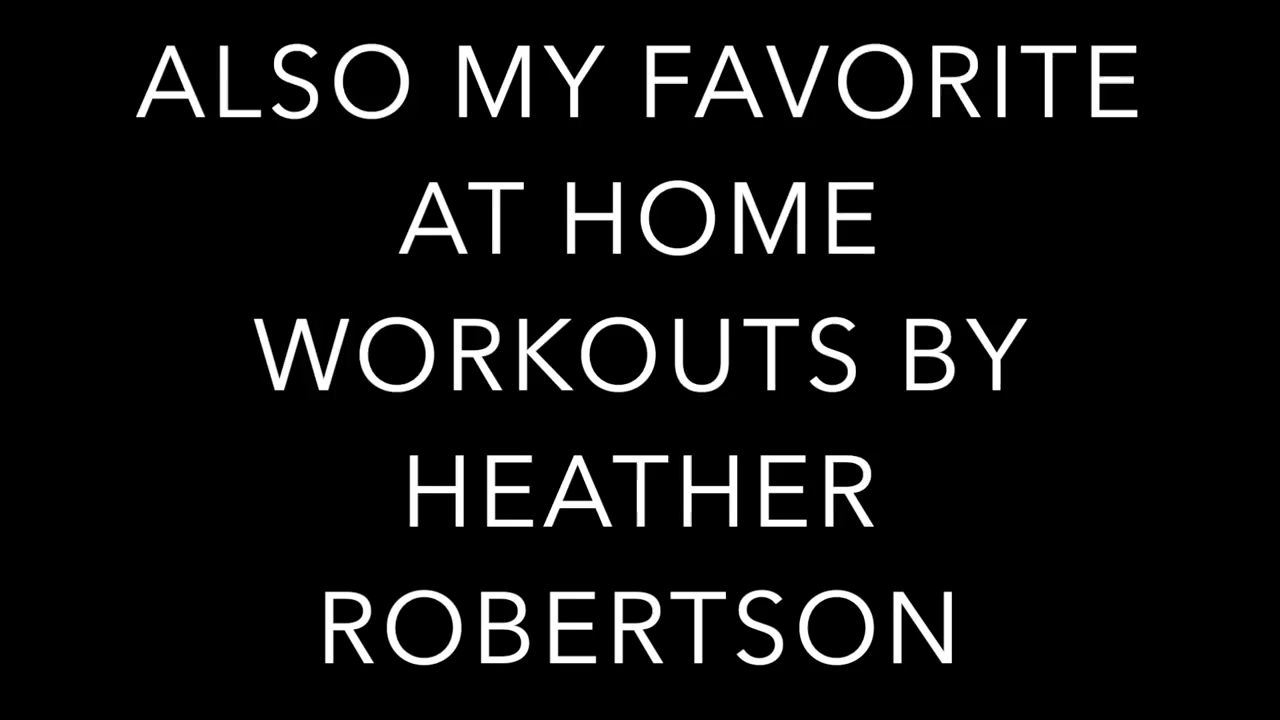 ALSO MY FAVORITE
AT HOME
WORKOUTS BY
HEATHER
ROBERTSON